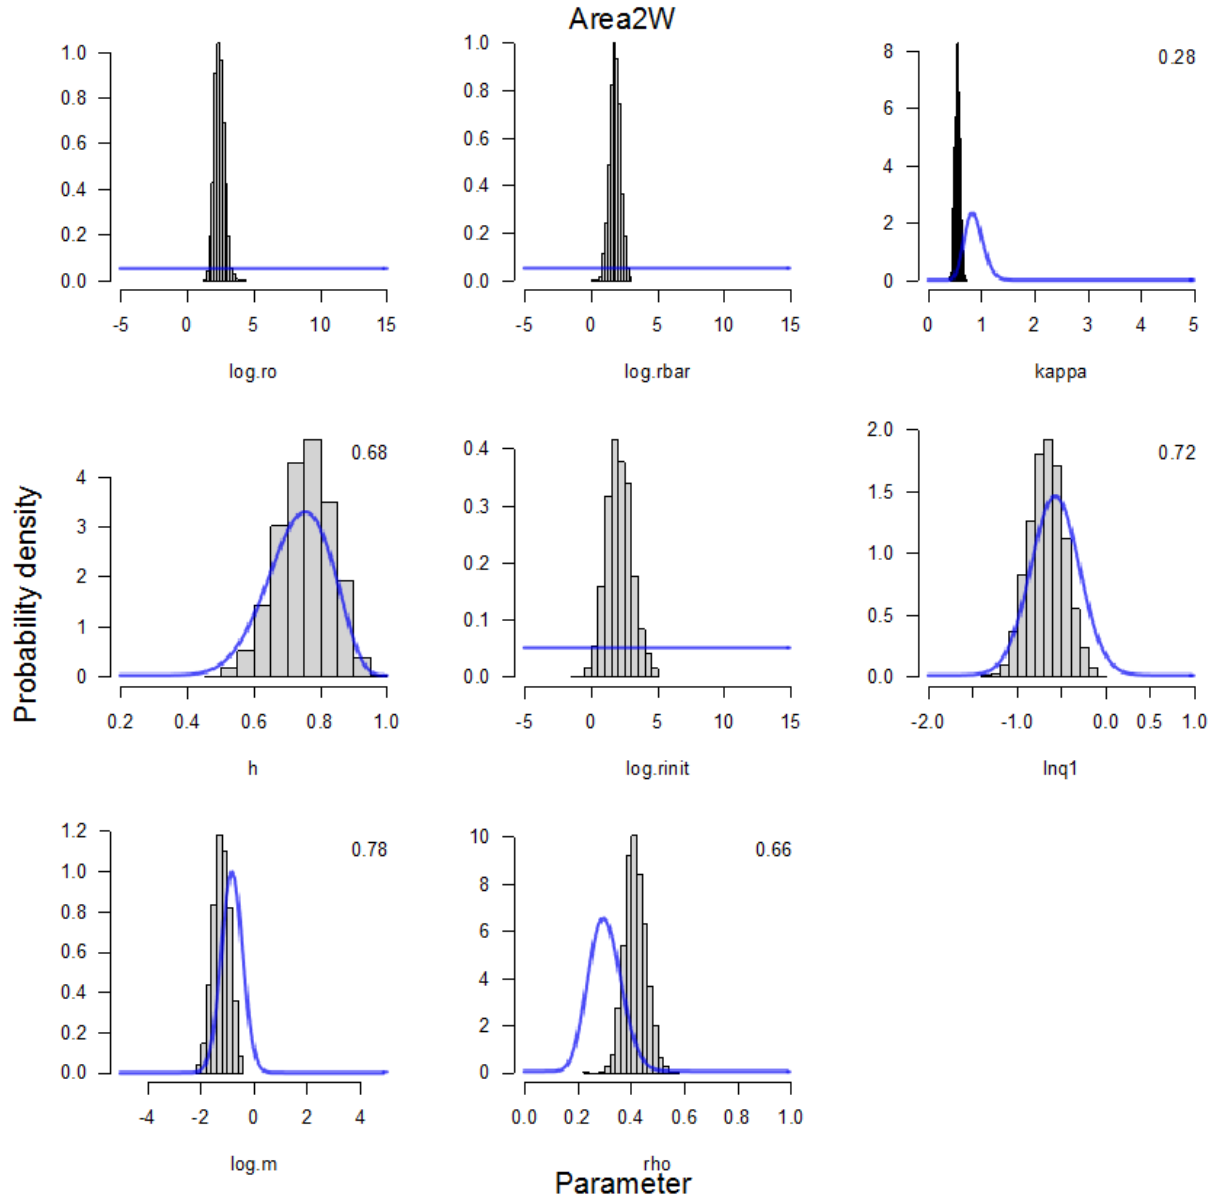 Area2W
1.0
0.8
0.6
0.4
0.2
0.0
-5 0 5 10 15
log.ro
1.0
0.8
0.6
0.4
0.2
0.0
-5 0 5 10 15
log.rbar
0.28
8
6
4
2
0
0 1 2 3 4 5
kappa
Probability density
0.68
4
3
2
1
0
0.2 0.4 0.6 0.8 1.0
h
0.4
0.3
0.2
0.1
0.0
-5 0 5 10 15
log.rinit
0.72
2.0
1.5
1.0
0.5
0.0
-2.0 -1.0 0.0 0.5 1.0
lnq1
0.78
1.2
1.0
0.8
0.6
0.4
0.2
0.0
-4 -2 0 2 4
log.m
0.66
10
8
6
4
2
0
0.0 0.2 0.4 0.6 0.8 1.0
rho
Parameter